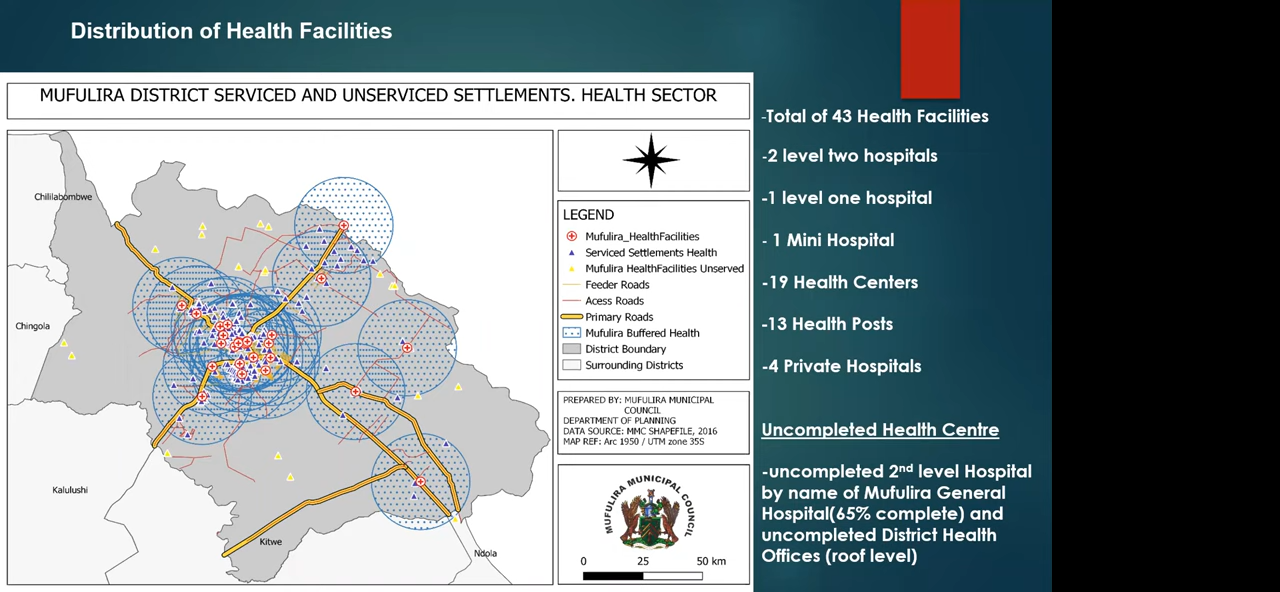 Distribution of Health Facilities
MUFULIRA DISTRICT SERVICED AND UNSERVICED SETTLEMENTS. HEALTH SECTOR
Chililabombwe
Chingola
Kalulushi
Kitwe
Ndola
LEGEND
Mufulira_HealthFacilities
Serviced Settlements Health
Mufulira HealthFacilities Unserved
Feeder Roads
Acess Roads
Primary Roads
Mufulira Buffered Health
District Boundary
Surrounding Districts
PREPARED BY: MUFULIRA MUNICIPAL
COUNCIL
DEPARTMENT OF PLANNING
DATA SOURCE: MMC SHAPEFILE, 2016
MAP REF: Arc 1950 / UTM zone 35S
MUFULIRA MUNICIPAL COUNCIL
0 25 50 km
-Total of 43 Health Facilities
-2 level two hospitals
-1 level one hospital
- 1 Mini Hospital
-19 Health Centers
-13 Health Posts
-4 Private Hospitals
Uncompleted Health Centre
-uncompleted 2nd level Hospital
by name of Mufulira General
Hospital(65% complete) and
uncompleted District Health
Offices (roof level)